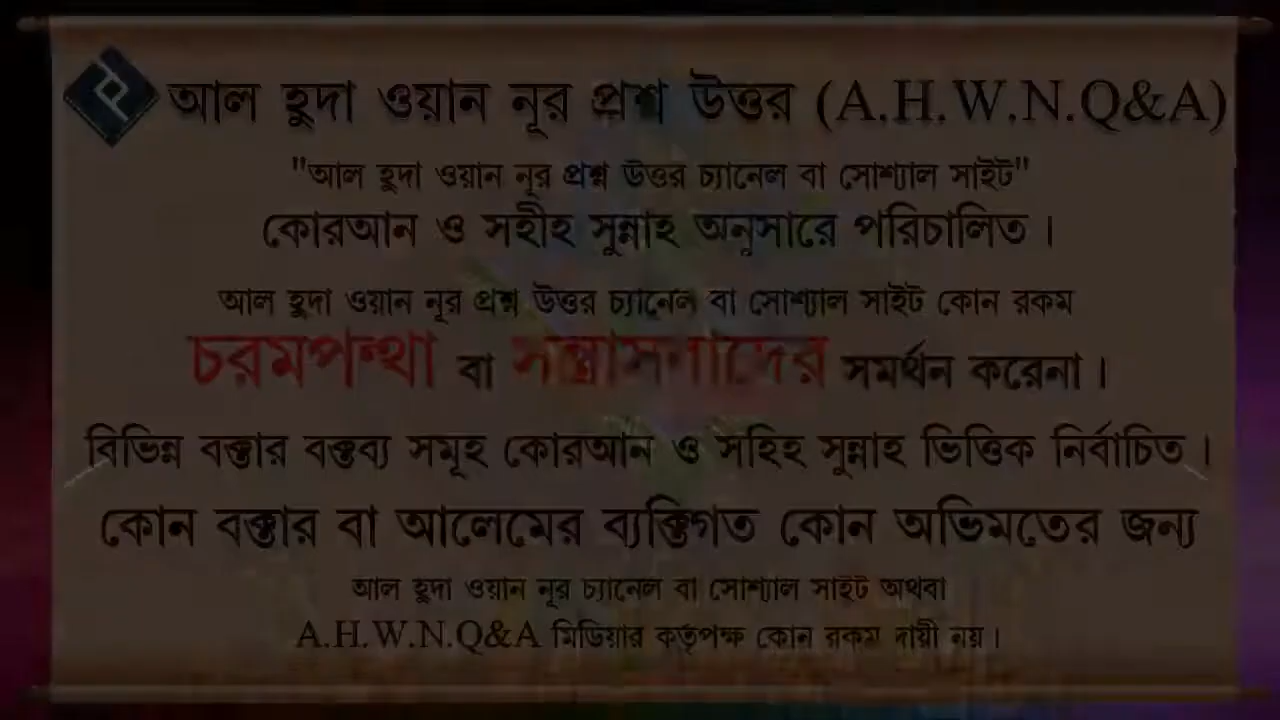 আল হুদা ওয়ান নূর প্রশ্ন উত্তর (A.H.W.N.Q&A)
"আল হুদা ওয়ান নূর প্রশ্ন উত্তর চ্যানেল বা সোশ্যাল সাইট"
কোরআন ও সহীহ সুন্নাহ অনুসারে পরিচালিত।
আল হুদা ওয়ান নূর প্রশ্ন উত্তর চ্যানেল বা সোশ্যাল সাইট কোন রকম
চরমপন্থা বা সন্ত্রাসবাদের সমর্থন করেনা।
বিভিন্ন বক্তার বক্তব্য সমূহ কোরআন ও সহিহ সুন্নাহ ভিত্তিক নির্বাচিত।
কোন বক্তার বা আলেমের ব্যক্তিগত কোন অভিমতের জন্য
আল হুদা ওয়ান নূর চ্যানেল বা সোশ্যাল সাইট অথবা
A.H.W.N.Q&A মিডিয়ার কর্তৃপক্ষ কোন রকম দায়ী নয়।